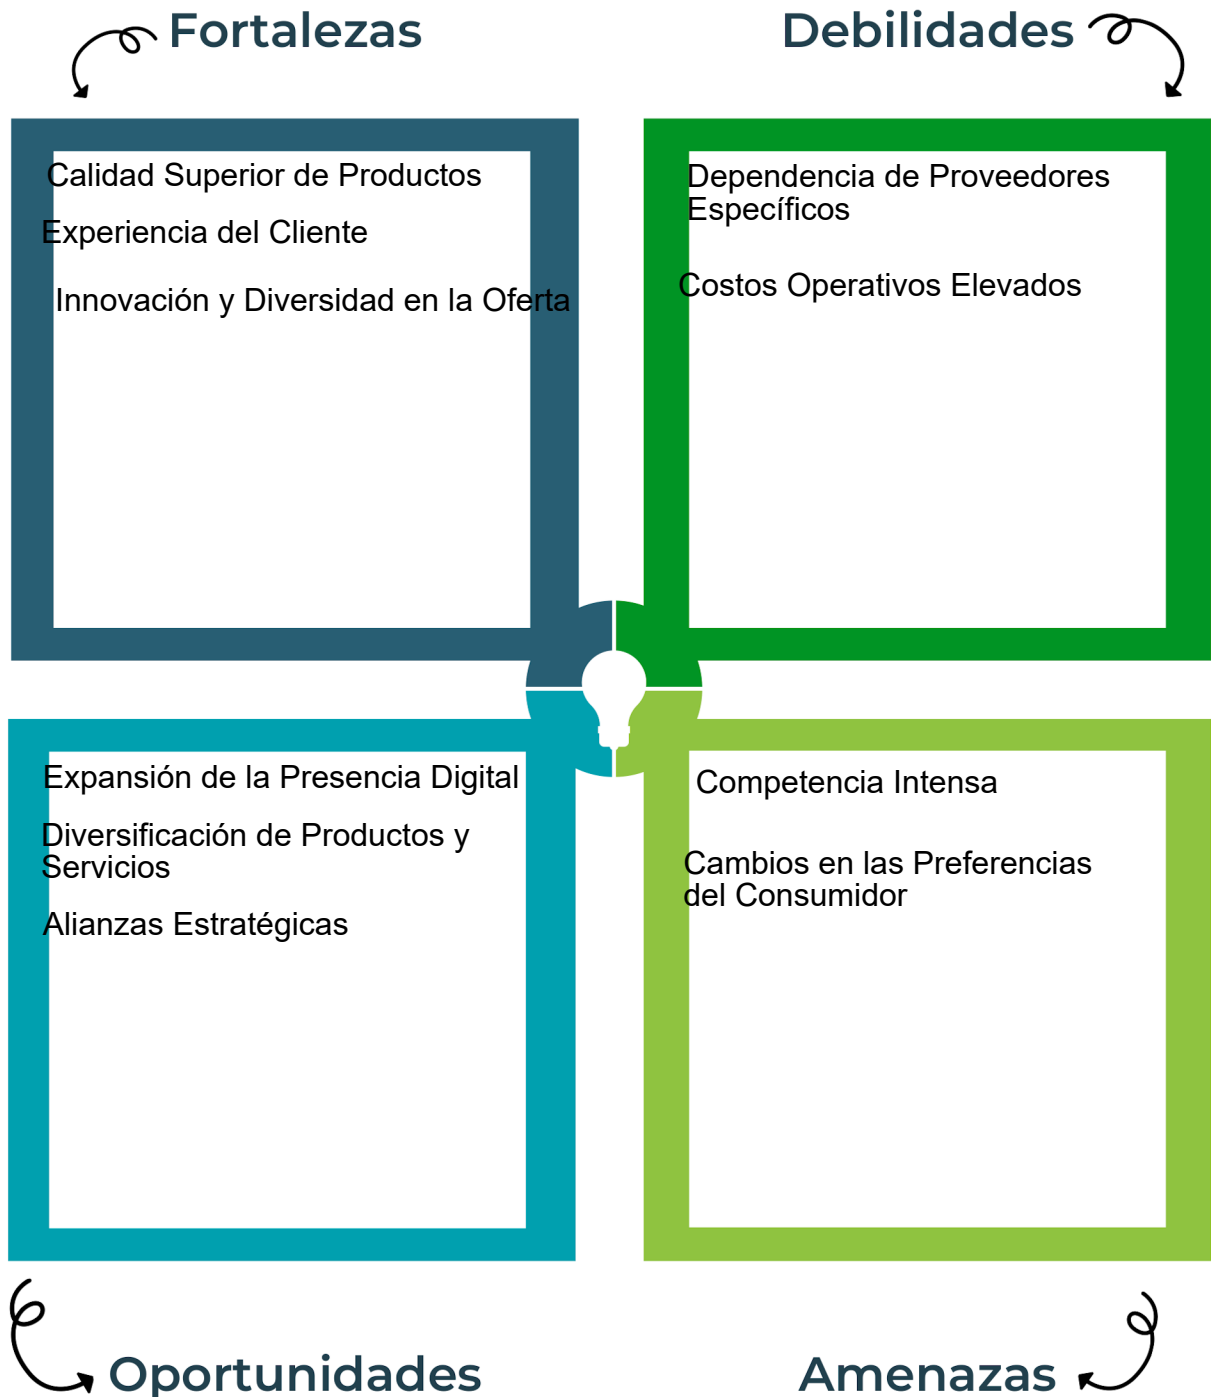 Fortalezas
Calidad Superior de Productos
Experiencia del Cliente
Innovación y Diversidad en la Oferta
Debilidades
Dependencia de Proveedores
Específicos
Costos Operativos Elevados
Expansión de la Presencia Digital
Diversificación de Productos y
Servicios
Alianzas Estratégicas
Oportunidades
Competencia Intensa
Cambios en las Preferencias
del Consumidor
Amenazas